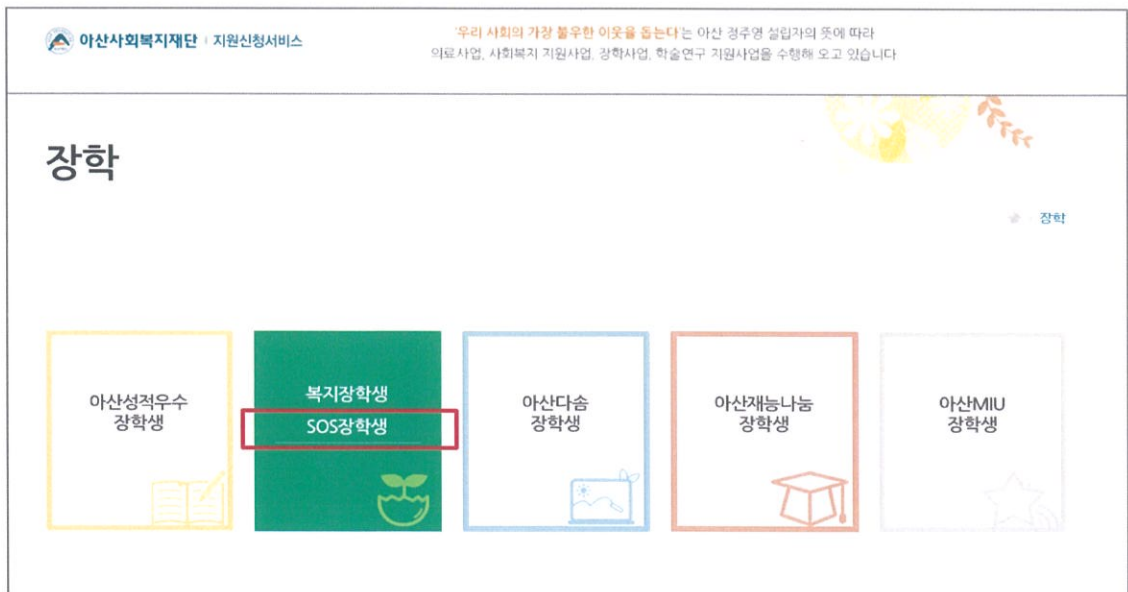 아산사회복지재단 지원신청서비스
'우리 사회의 가장 불우한 이웃을 돕는다'는 아산 정주영 설립자의 뜻에 따라
의료사업, 사회복지 지원사업, 장학사업, 학술연구 지원사업을 수행해 오고 있습니다
장학
장학
아산성적우수
장학생
복지장학생
SOS장학생
아산다솜
장학생
아산재능나눔
장학생
아산MIU
장학생